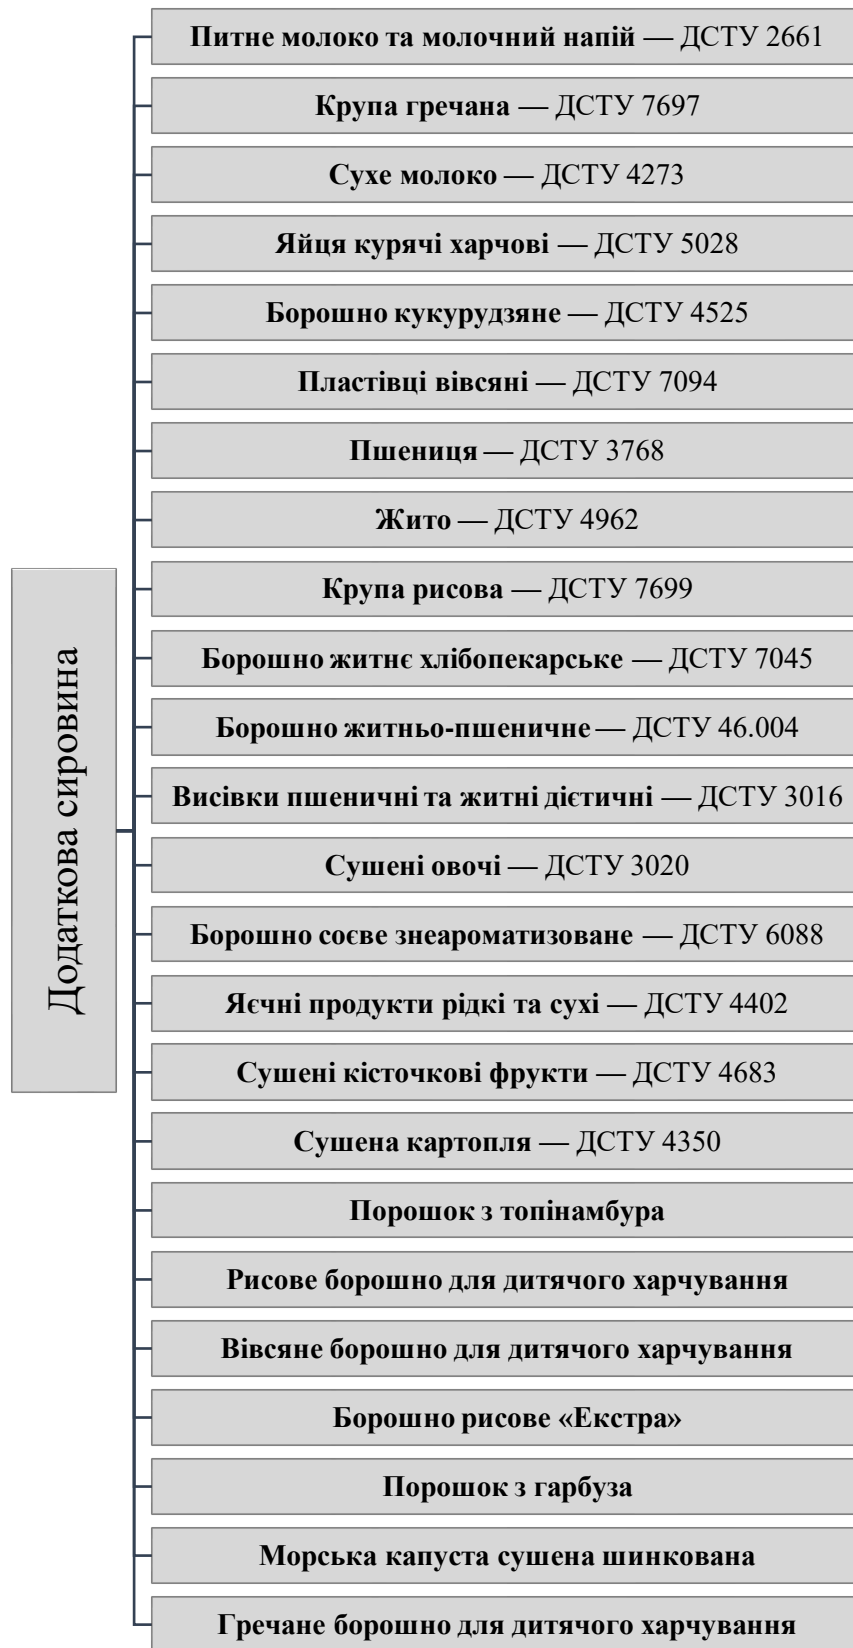 Додаткова сировина
Питне молоко та молочний напій — ДСТУ 2661
Крупа гречана — ДСТУ 7697
Сухе молоко — ДСТУ 4273
Яйця курячі харчові — ДСТУ 5028
Борошно кукурудзяне — ДСТУ 4525
Пластівці вівсяні — ДСТУ 7094
Пшениця — ДСТУ 3768
Жито — ДСТУ 4962
Крупа рисова — ДСТУ 7699
Борошно житнє хлібопекарське — ДСТУ 7045
Борошно житньо-пшеничне — ДСТУ 46.004
Висівки пшеничні та житні дієтичні — ДСТУ 3016
Сушені овочі — ДСТУ 3020
Борошно соєве знеароматизоване — ДСТУ 6088
Яєчні продукти рідкі та сухі — ДСТУ 4402
Сушені кісточкові фрукти — ДСТУ 4683
Сушена картопля — ДСТУ 4350
Порошок з топінамбура
Рисове борошно для дитячого харчування
Вівсяне борошно для дитячого харчування
Борошно рисове «Екстра»
Порошок з гарбуза
Морська капуста сушена шинкована
Гречане борошно для дитячого харчування